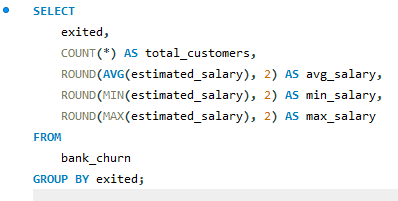 SELECT
exited,
COUNT(*) AS total_customers,
ROUND(AVG(estimated_salary), 2) AS avg_salary,
ROUND(MIN(estimated_salary), 2) AS min_salary,
ROUND(MAX(estimated_salary), 2) AS max_salary
FROM
bank_churn
GROUP BY exited;